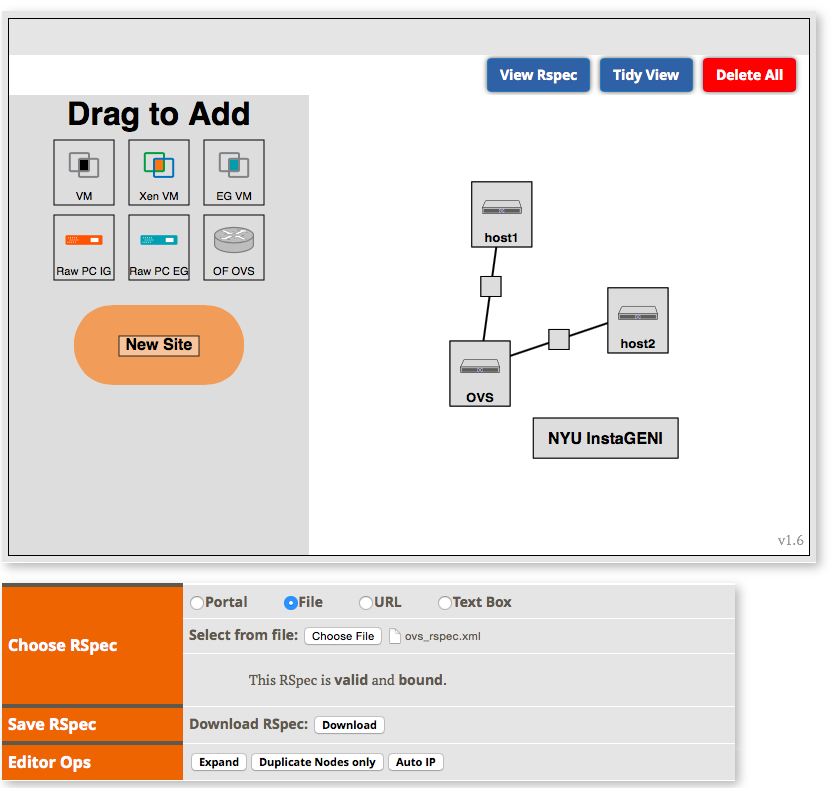 View Rspec Tidy View Delete All
Drag to Add
VM Xen VM EG VM
Raw PC IG Raw PC EG OF OVS
New Site
host1
host2
OVS
NYU InstaGENI
v1.6
Choose RSpec
Portal File URL Text Box
Select from file: Choose File ovs_rspec.xml
This RSpec is valid and bound.
Save RSpec Download RSpec: Download
Editor Ops Expand Duplicate Nodes only Auto IP